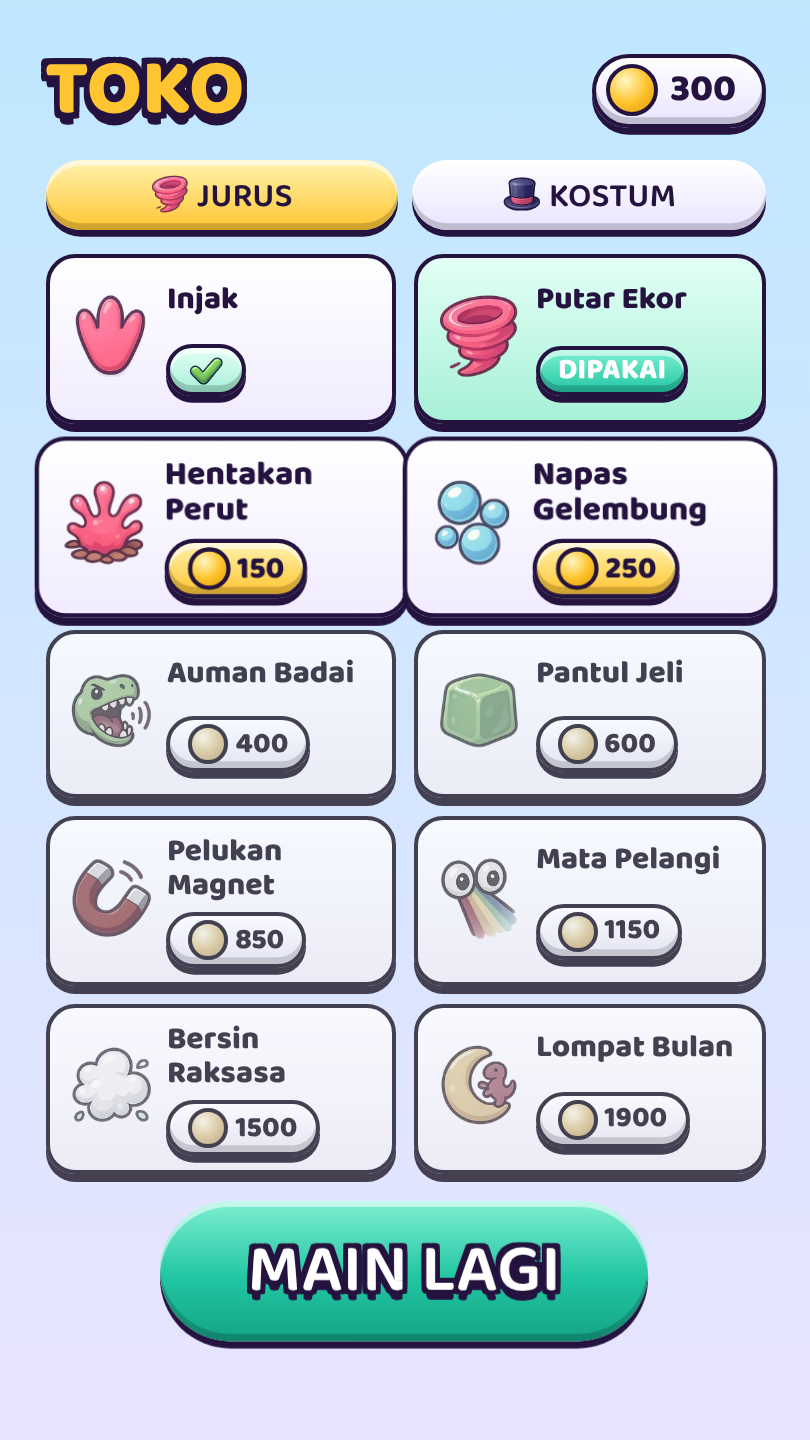 TOKO
300
JURUS
KOSTUM
Injak
Putar Ekor
DIPAKAI
Hentakan
Perut
150
Napas
Gelembung
250
Auman Badai
400
Pantul Jeli
600
Pelukan
Magnet
850
Mata Pelangi
1150
Bersin
Raksasa
1500
Lompat Bulan
1900
MAIN LAGI